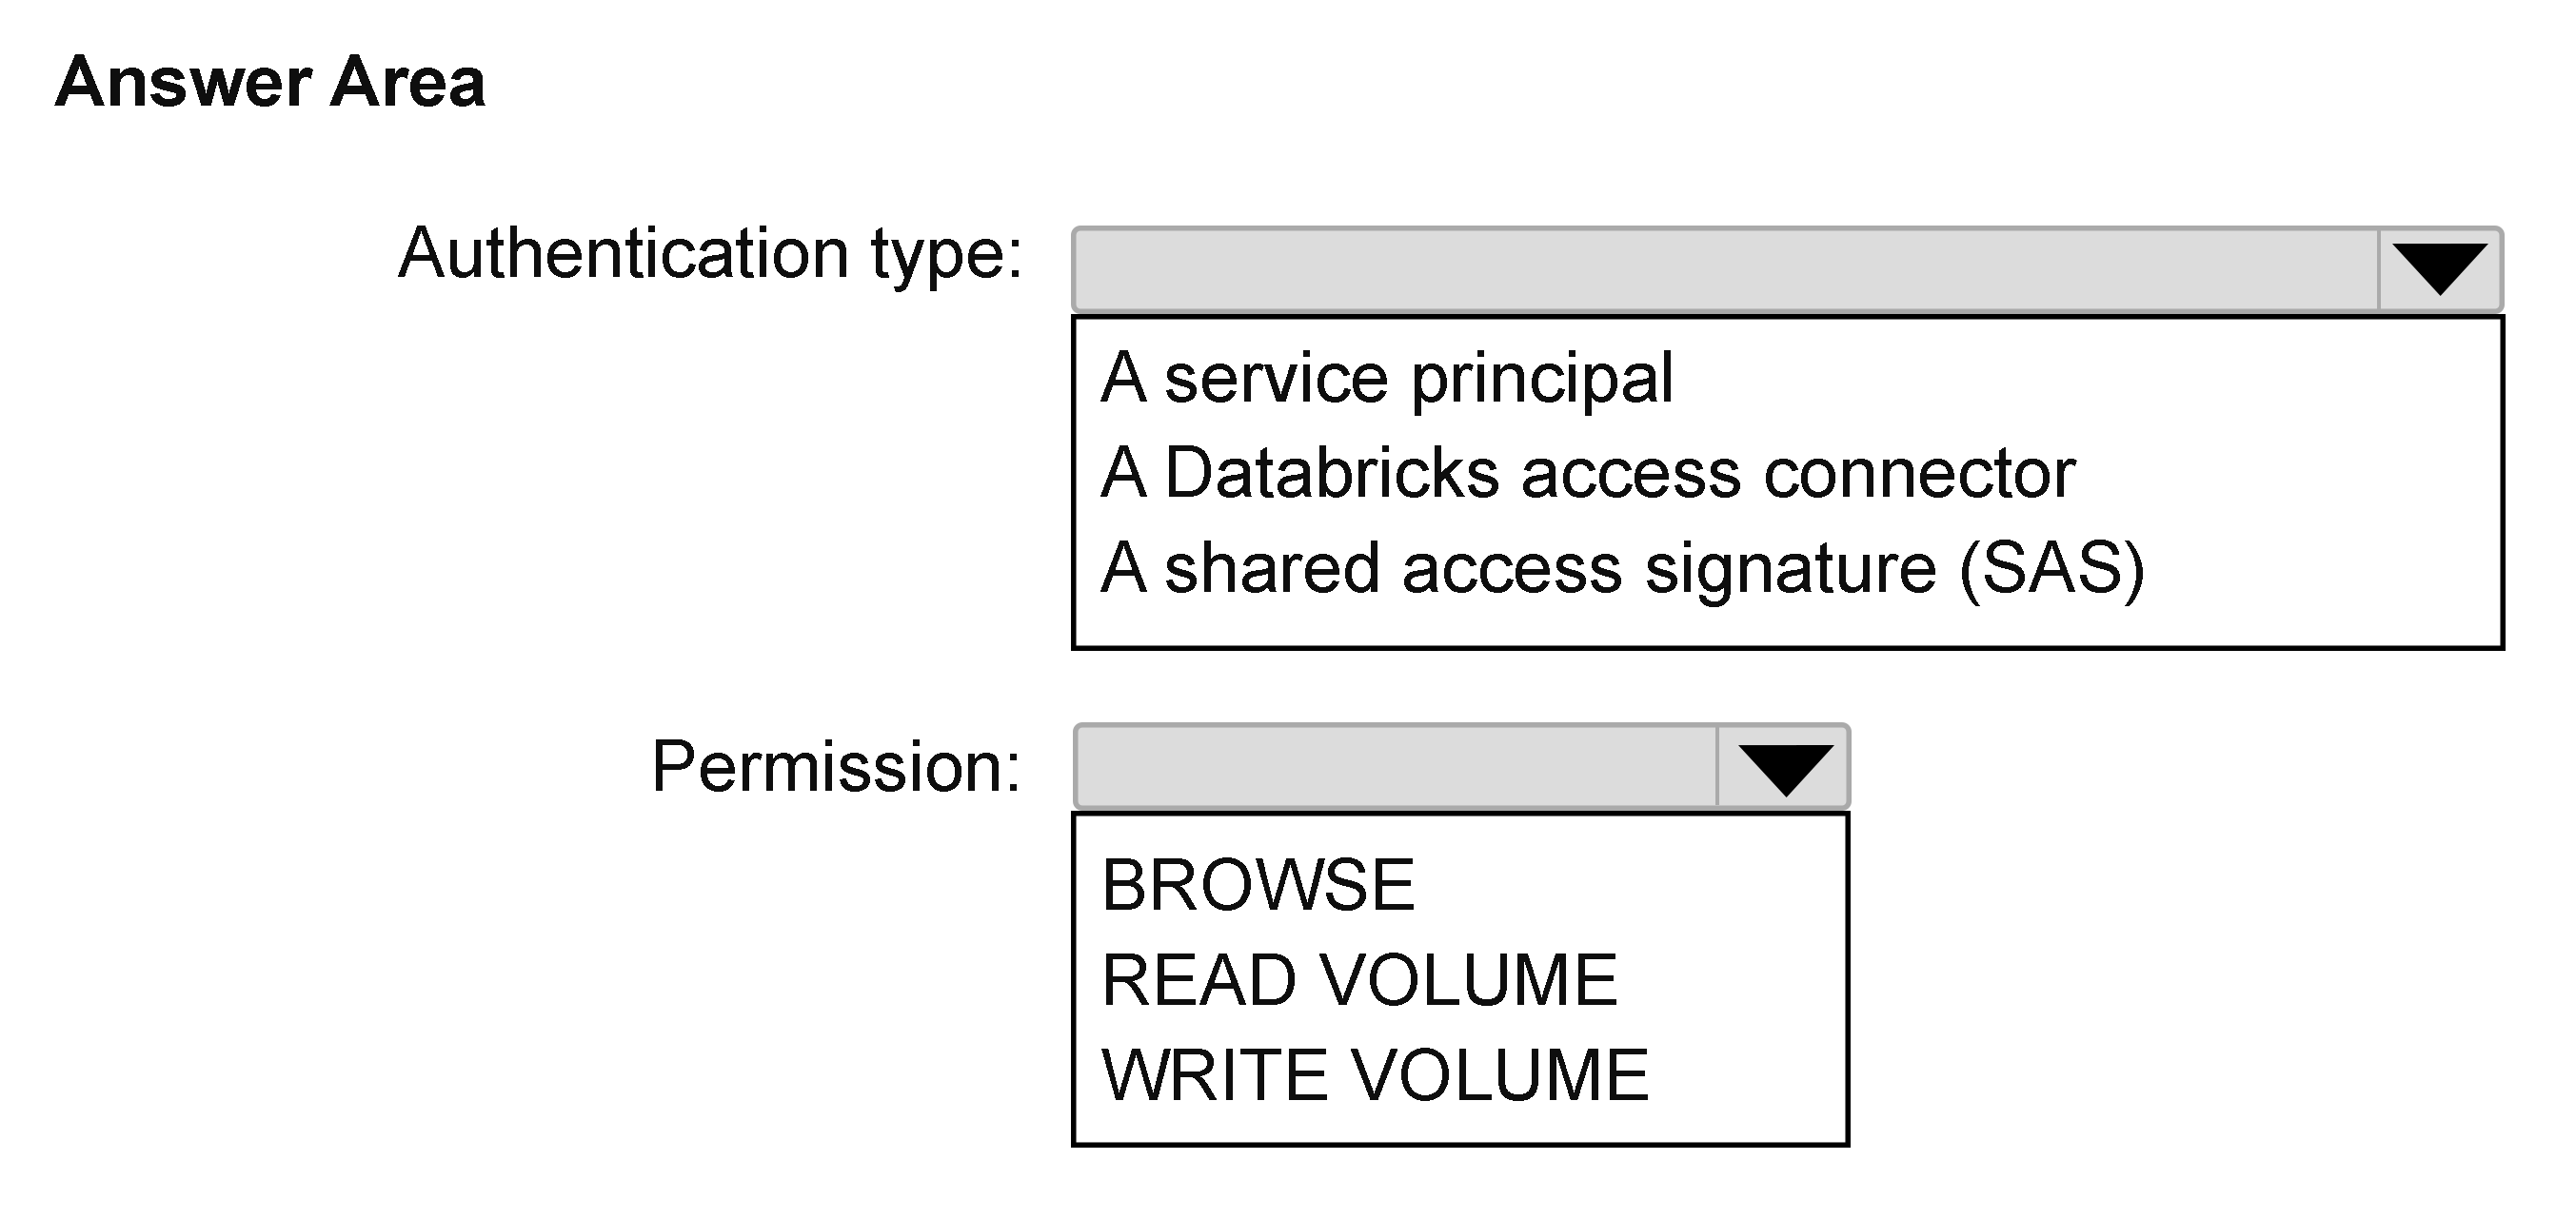 Answer Area
Authentication type:
A service principal
A Databricks access connector
A shared access signature (SAS)
Permission:
BROWSE
READ VOLUME
WRITE VOLUME